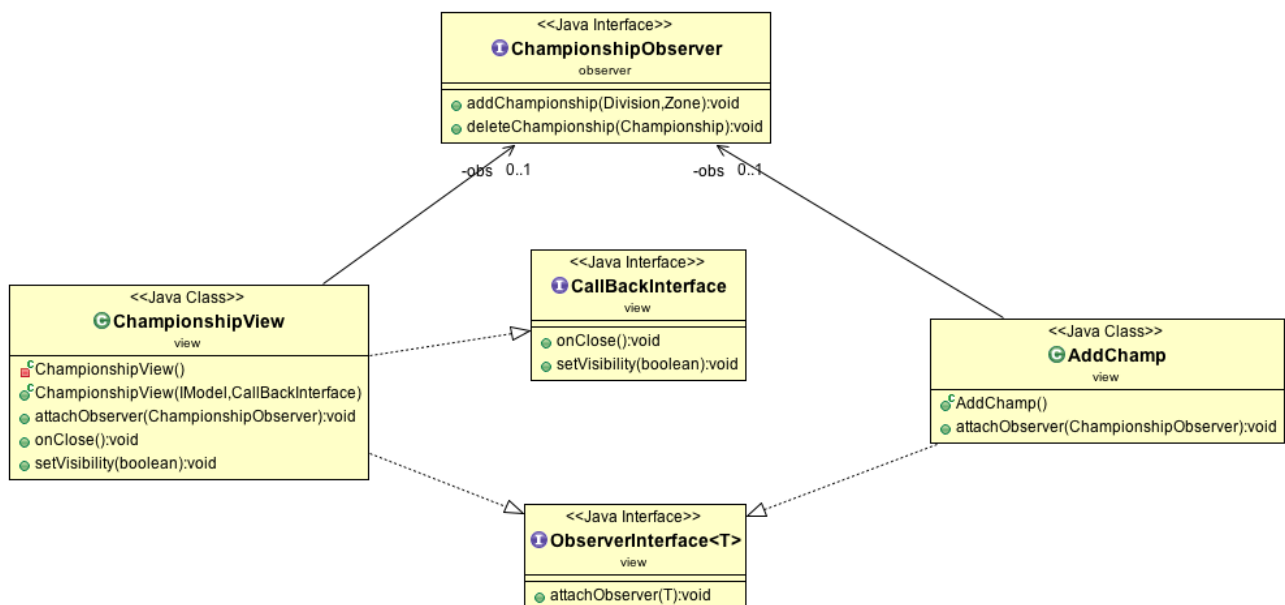 <<Java Interface>>
ChampionshipObserver
observer
addChampionship(Division,Zone):void
deleteChampionship(Championship):void
-obs 0..1
-obs 0..1
<<Java Interface>>
CallBackInterface
view
onClose():void
setVisibility(boolean):void
<<Java Class>>
ChampionshipView
view
ChampionshipView()
ChampionshipView(IModel,CallBackInterface)
attachObserver(ChampionshipObserver):void
onClose():void
setVisibility(boolean):void
<<Java Class>>
AddChamp
view
AddChamp()
attachObserver(ChampionshipObserver):void
<<Java Interface>>
ObserverInterface<T>
view
attachObserver(T):void